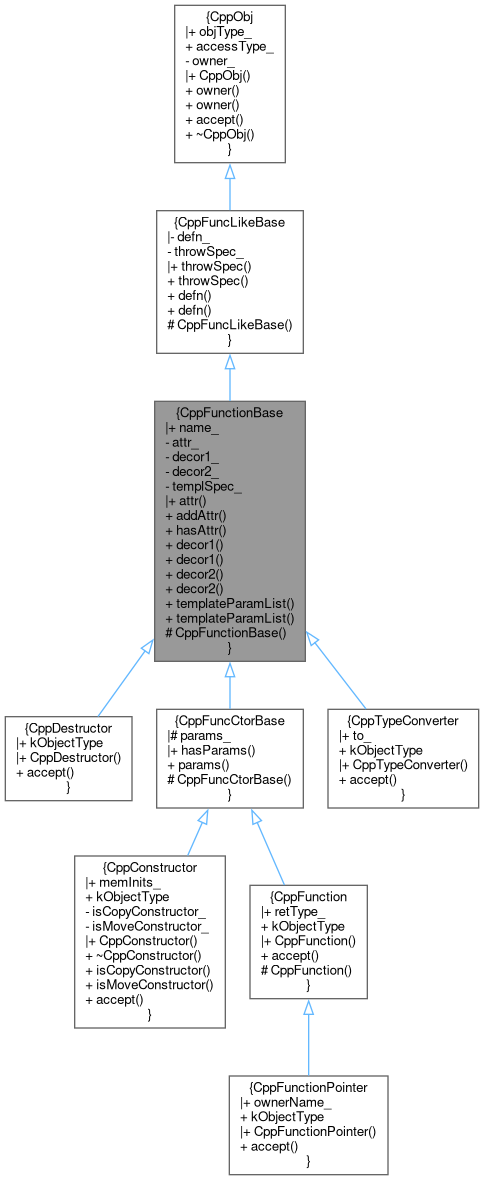 {CppObj
|+ objType_
+ accessType_
- owner_
|+ CppObj()
+ owner()
+ owner()
+ accept()
+ ~CppObj()
}
{CppFuncLikeBase
|- defn_
- throwSpec_
|+ throwSpec()
+ throwSpec()
+ defn()
+ defn()
# CppFuncLikeBase()
}
{CppFunctionBase
|+ name_
- attr_
- decor1_
- decor2_
- templSpec_
|+ attr()
+ addAttr()
+ hasAttr()
+ decor1()
+ decor1()
+ decor2()
+ decor2()
+ templateParamList()
+ templateParamList()
# CppFunctionBase()
}
{CppDestructor
|+ kObjectType
|+ CppDestructor()
+ accept()
}
{CppFuncCtorBase
|# params_
|+ hasParams()
+ params()
# CppFuncCtorBase()
}
{CppTypeConverter
|+ to_
+ kObjectType
|+ CppTypeConverter()
+ accept()
}
{CppConstructor
|+ memInits_
+ kObjectType
- isCopyConstructor_
- isMoveConstructor_
|+ CppConstructor()
+ ~CppConstructor()
+ isCopyConstructor()
+ isMoveConstructor()
+ accept()
}
{CppFunction
|+ retType_
+ kObjectType
|+ CppFunction()
+ accept()
# CppFunction()
}
{CppFunctionPointer
|+ ownerName_
+ kObjectType
|+ CppFunctionPointer()
+ accept()
}